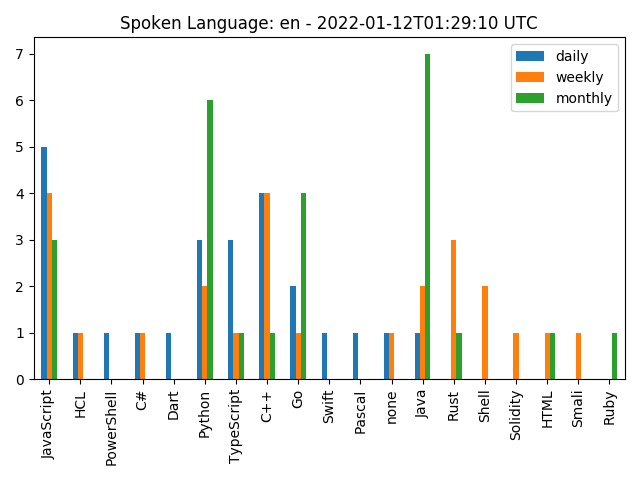 Spoken Language: en - 2022-01-12T01:29:10 UTC
daily
weekly
monthly
7
6
5
4
3
2
1
0
JavaScript
HCL
PowerShell
C#
Dart
Python
TypeScript
C++
Go
Swift
Pascal
none
Java
Rust
Shell
Solidity
HTML
Smali
Ruby